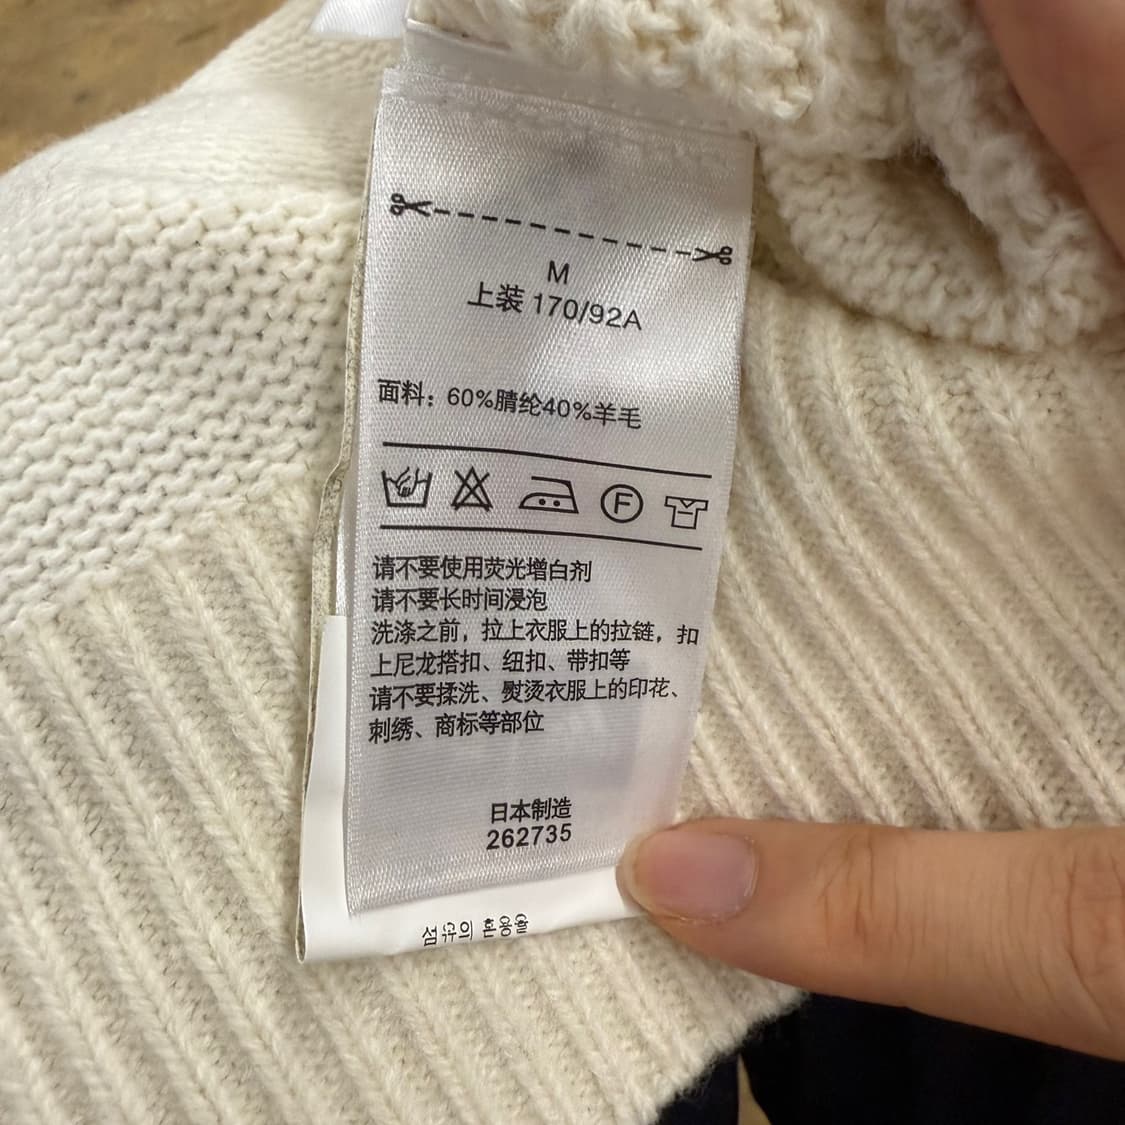 M
上装 170/92A
面料：60%腈纶40%羊毛
F
请不要使用荧光增白剂
请不要长时间浸泡
洗涤之前，拉上衣服上的拉链，扣
上尼龙搭扣、纽扣、带扣等
请不要揉洗、熨烫衣服上的印花、
刺绣、商标等部位
日本制造
262735
섬유의 혼용율